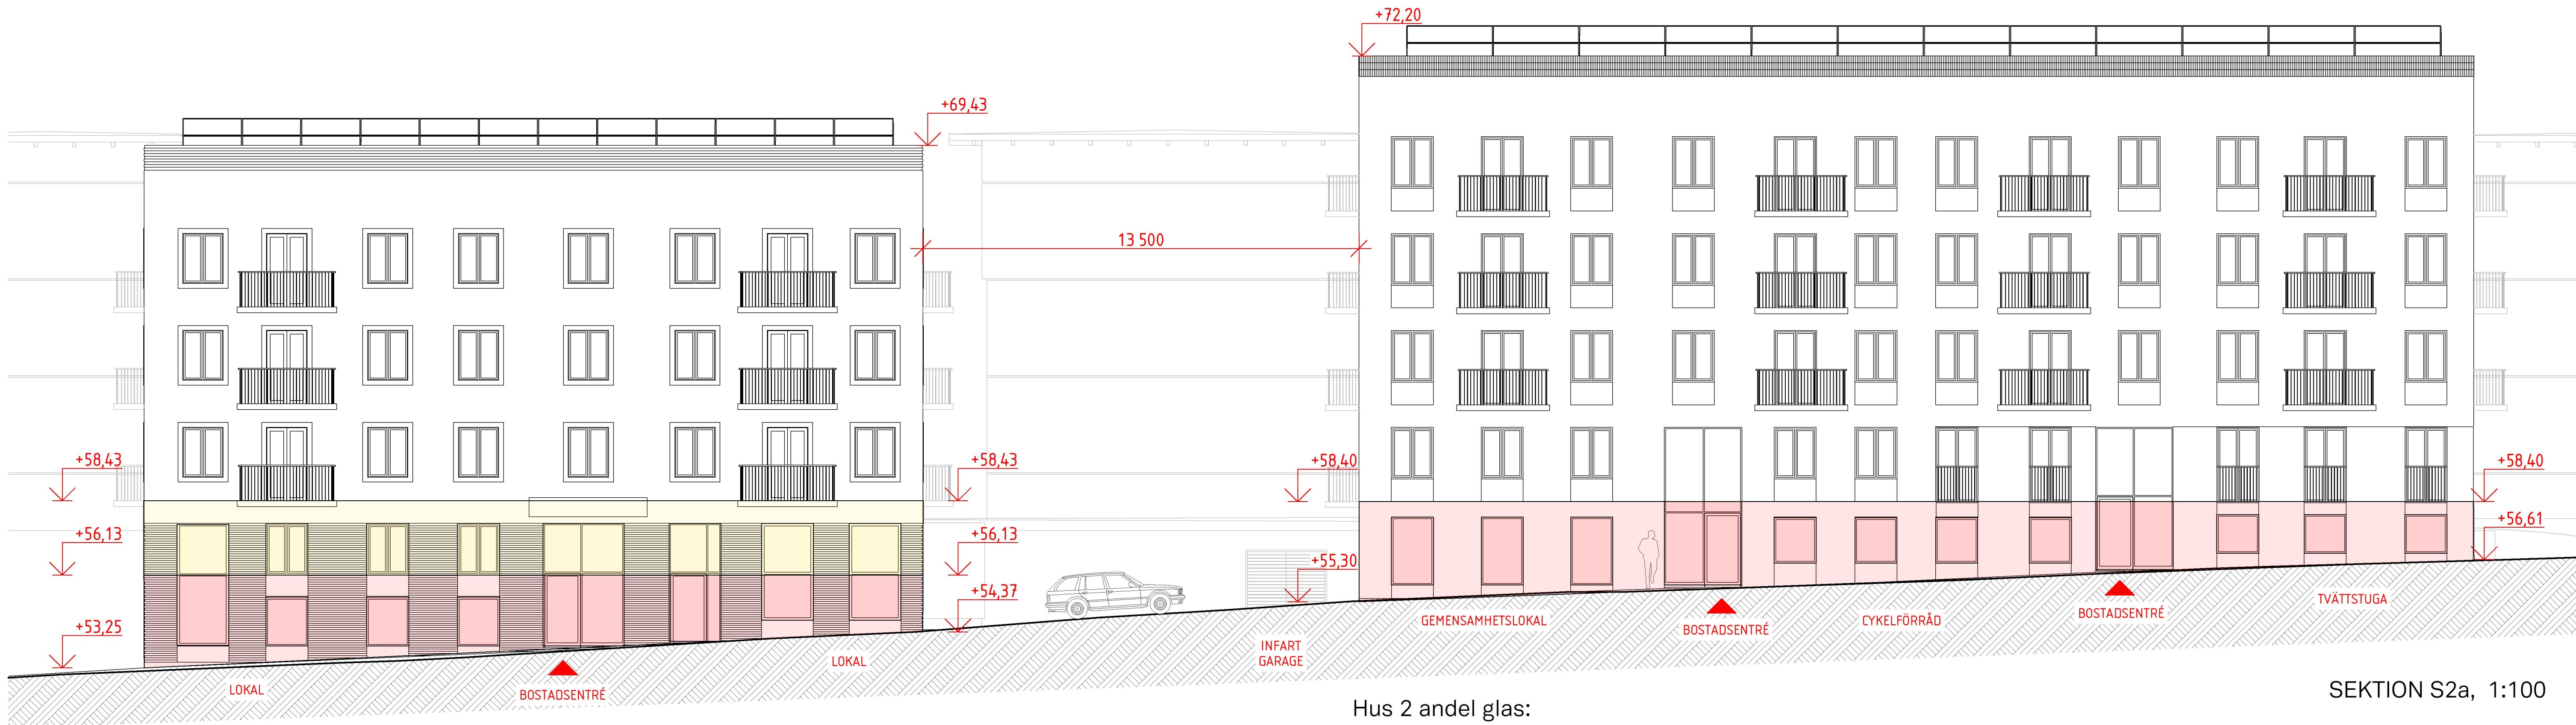 +72,20
+69,43
13 500
+58,43
+58,43
+58,40
+58,40
+56,13
+56,13
+56,61
+55,30
+54,37
+53,25
GEMENSAMHETSLOKAL
BOSTADSENTRÉ
CYKELFÖRRÅD
BOSTADSENTRÉ
TVÄTTSTUGA
INFART
GARAGE
LOKAL
LOKAL
BOSTADSENTRÉ
SEKTION S2a, 1:100
Hus 2 andel glas: